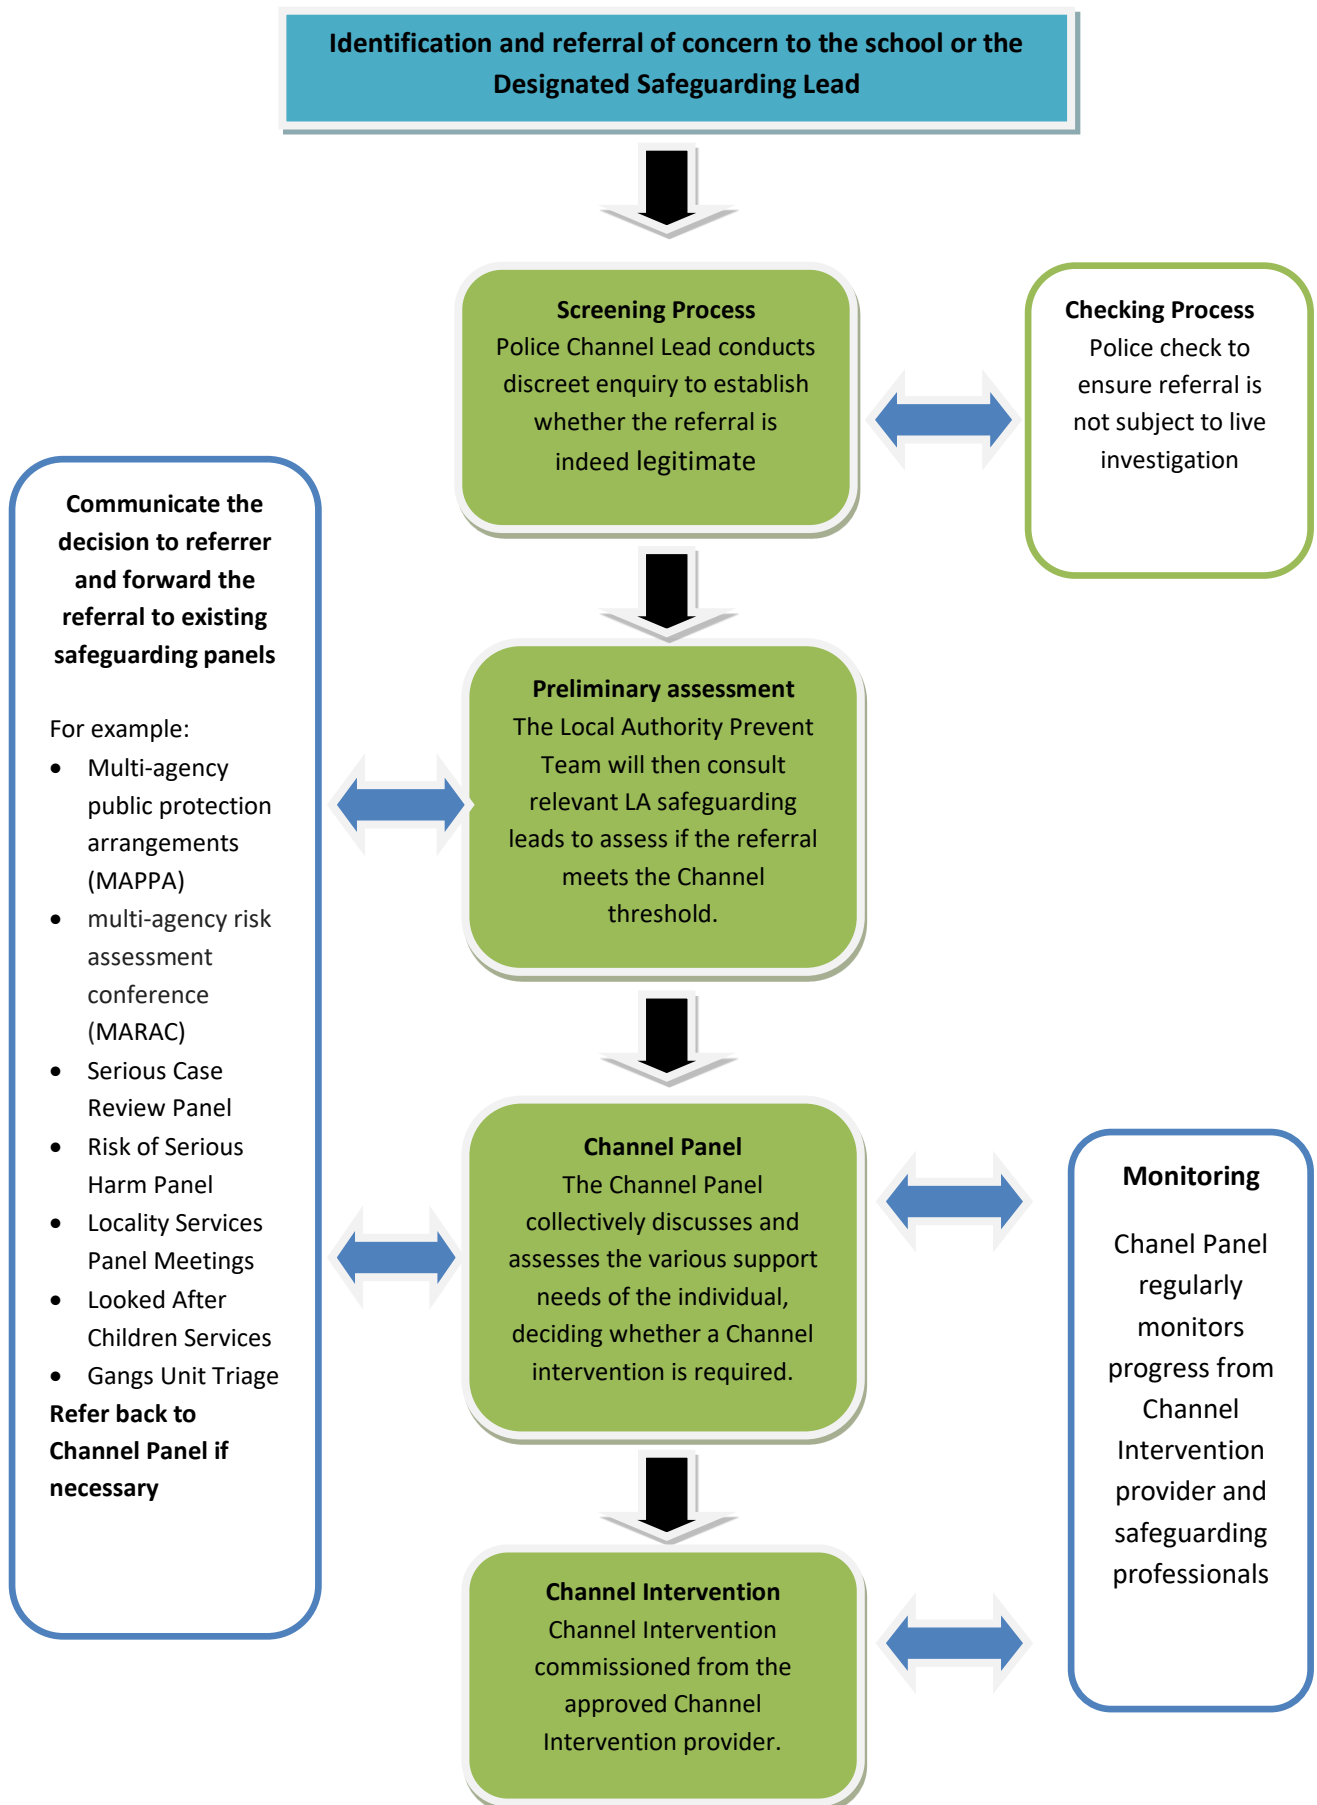 Identification and referral of concern to the school or the
Designated Safeguarding Lead
Screening Process
Police Channel Lead conducts
discreet enquiry to establish
whether the referral is
indeed legitimate
Checking Process
Police check to
ensure referral is
not subject to live
investigation
Communicate the
decision to referrer
and forward the
referral to existing
safeguarding panels
For example:
• Multi-agency
public protection
arrangements
(MAPPA)
• multi-agency risk
assessment
conference
(MARAC)
• Serious Case
Review Panel
• Risk of Serious
Harm Panel
• Locality Services
Panel Meetings
• Looked After
Children Services
• Gangs Unit Triage
Refer back to
Channel Panel if
necessary
Preliminary assessment
The Local Authority Prevent
Team will then consult
relevant LA safeguarding
leads to assess if the referral
meets the Channel
threshold.
Channel Panel
The Channel Panel
collectively discusses and
assesses the various support
needs of the individual,
deciding whether a Channel
intervention is required.
Monitoring
Chanel Panel
regularly
monitors
progress from
Channel
Intervention
provider and
safeguarding
professionals
Channel Intervention
Channel Intervention
commissioned from the
approved Channel
Intervention provider.